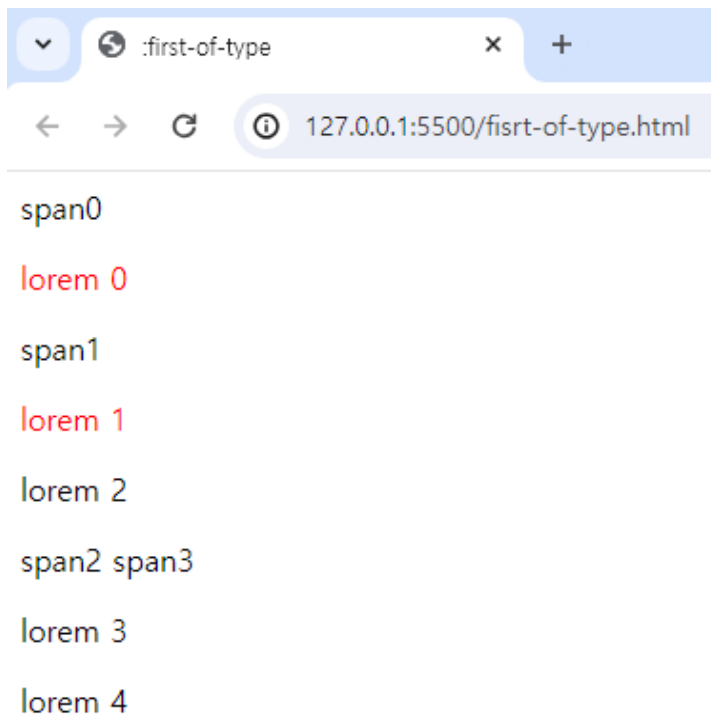 :first-of-type
127.0.0.1:5500/fisrt-of-type.html
span0
lorem 0
span1
lorem 1
lorem 2
span2 span3
lorem 3
lorem 4